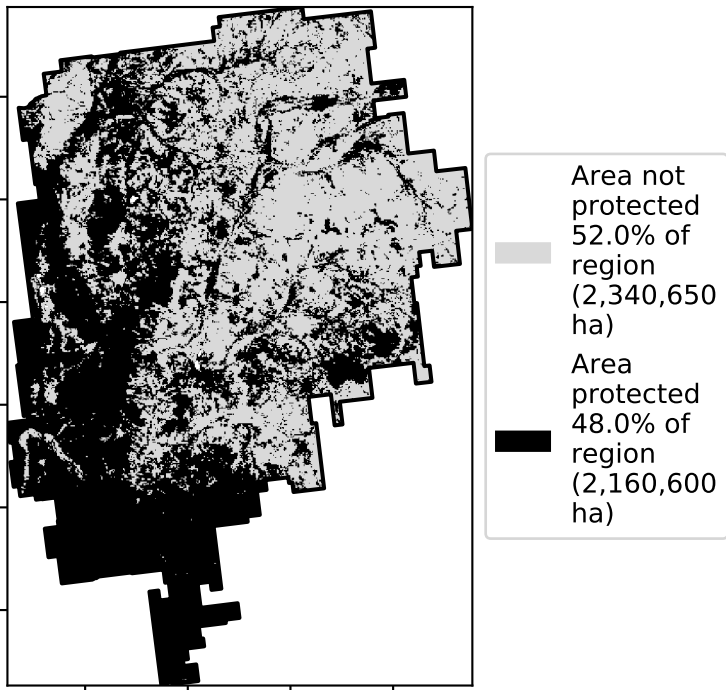 Area not
protected
52.0% of
region
(2,340,650
ha)
Area
protected
48.0% of
region
(2,160,600
ha)